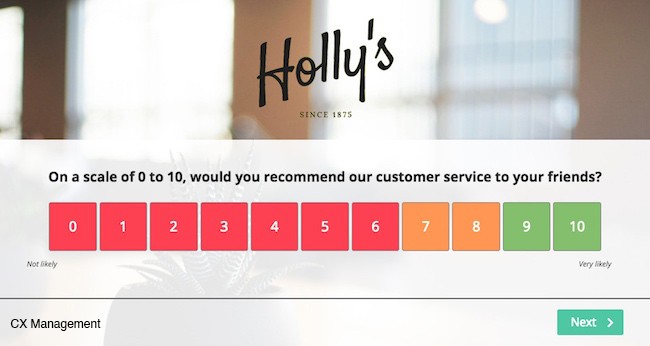 Holly's
SINCE 1875
On a scale of 0 to 10, would you recommend our customer service to your friends?
0 1 2 3 4 5 6 7 8 9 10
Not likely Very likely
CX Management Next